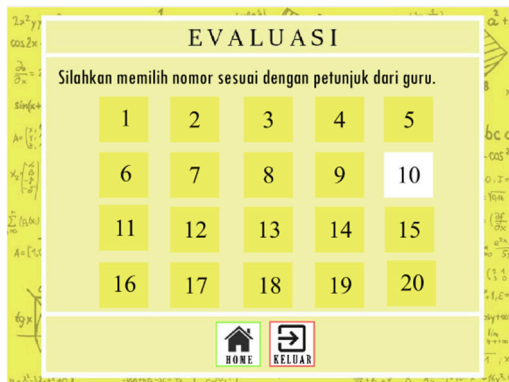 EVALUASI
Silahkan memilih nomor sesuai dengan petunjuk dari guru.
1 2 3 4 5
6 7 8 9 10
11 12 13 14 15
16 17 18 19 20
HOME KELUAR